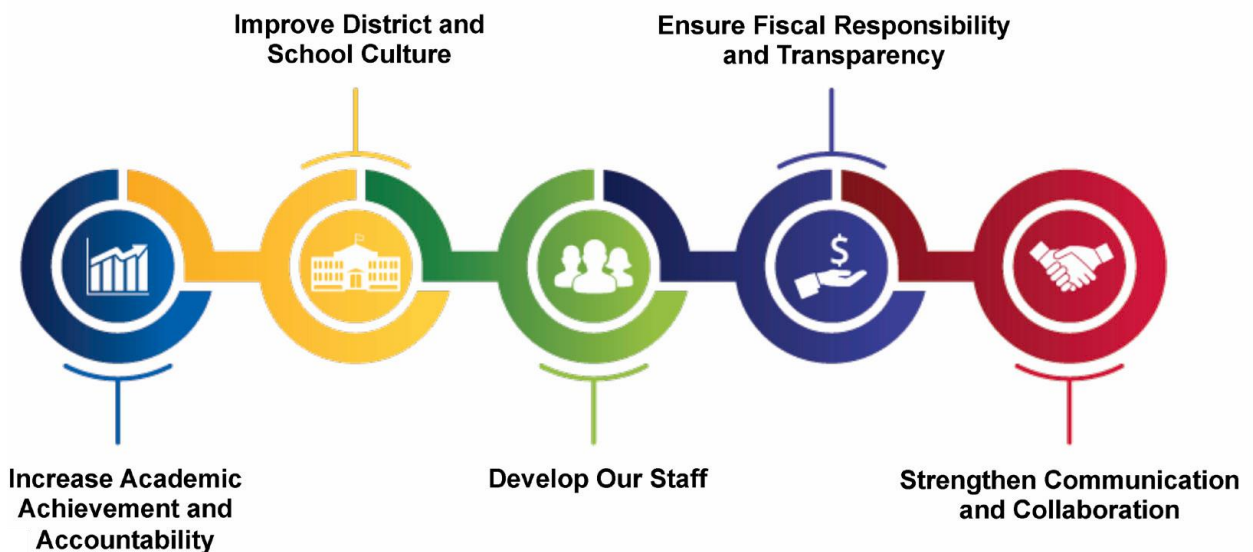 Improve District and
School Culture
Ensure Fiscal Responsibility
and Transparency
$
Increase Academic
Achievement and
Accountability
Develop Our Staff
Strengthen Communication
and Collaboration